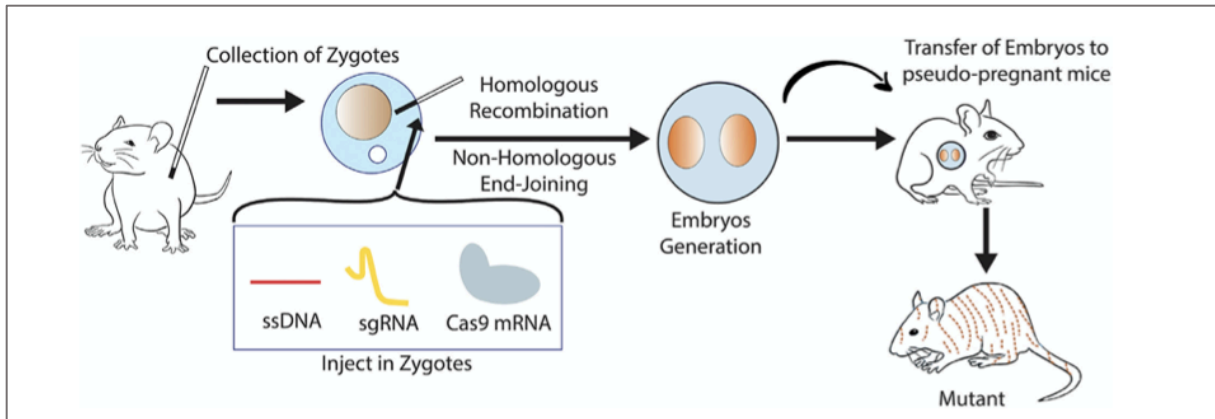 Collection of Zygotes
Homologous
Recombination
Non-Homologous
End-Joining
Transfer of Embryos to
pseudo-pregnant mice
Embryos
Generation
ssDNA
sgRNA
Cas9 mRNA
Inject in Zygotes
Mutant